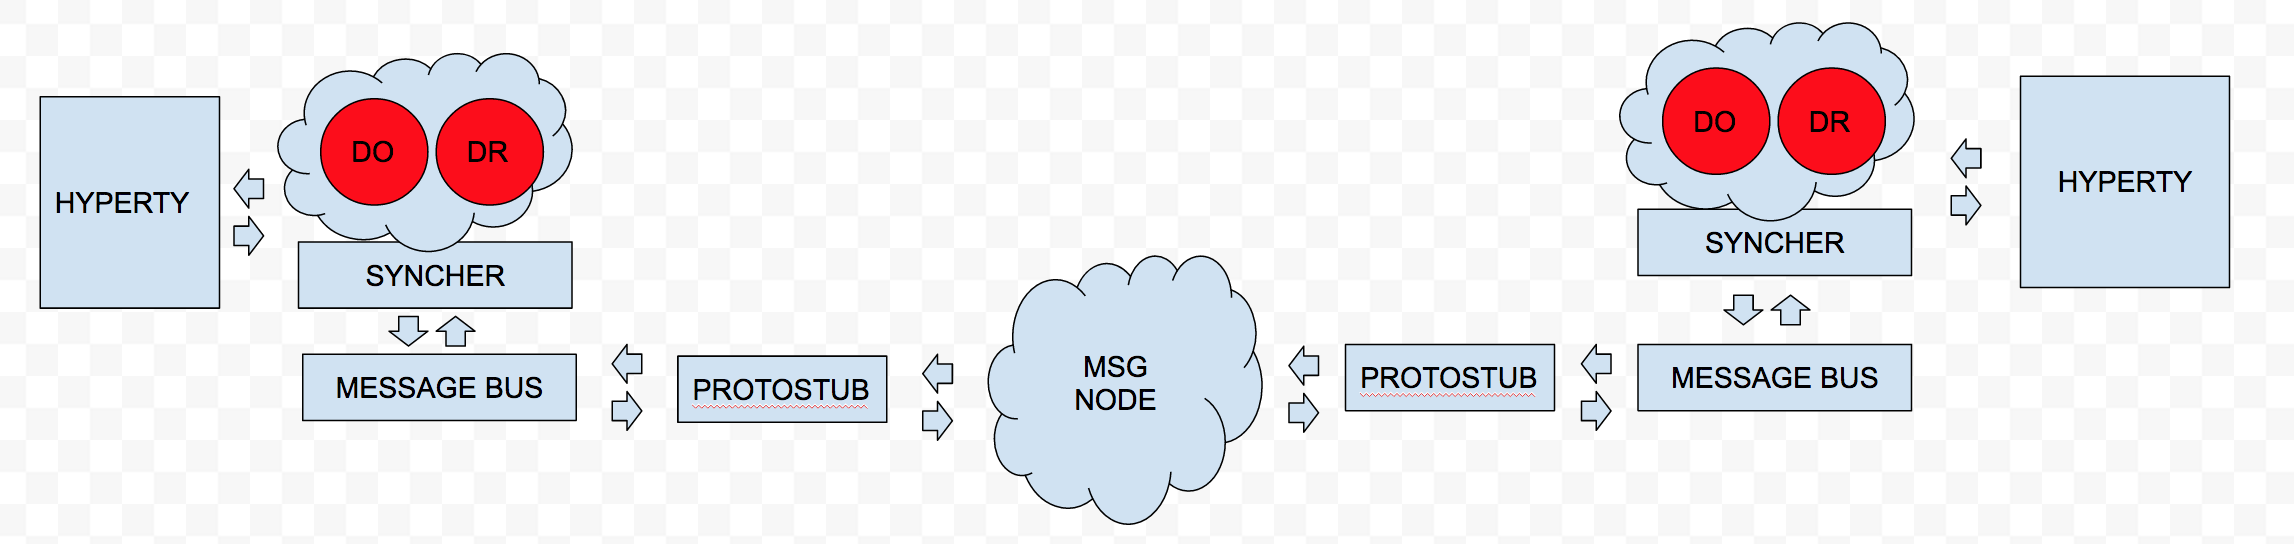 HYPERTY
DO
DR
SYNCHER
MESSAGE BUS
PROTOSTUB
MSG
NODE
PROTOSTUB
DO
DR
SYNCHER
MESSAGE BUS
HYPERTY